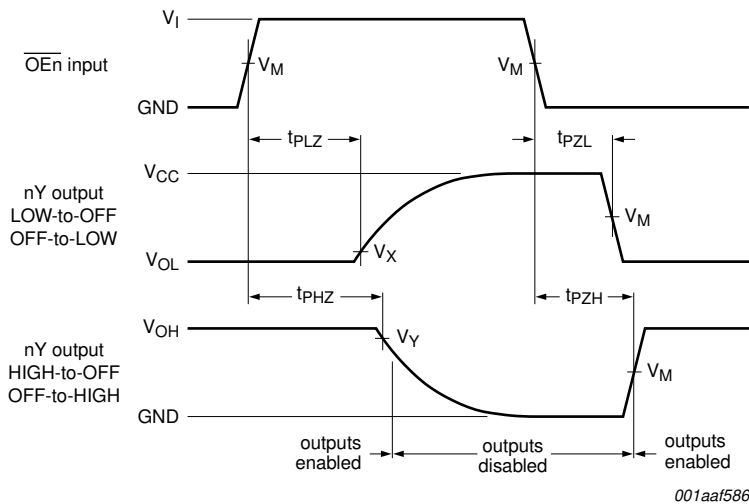 V_I
OEn input
V_M
V_M
GND
t_PLZ
t_PZL
V_CC
nY output
LOW-to-OFF
OFF-to-LOW
V_M
V_X
V_OL
t_PHZ
t_PZH
V_OH
V_Y
nY output
HIGH-to-OFF
OFF-to-HIGH
V_M
GND
outputs
enabled
outputs
disabled
outputs
enabled
001aaf586